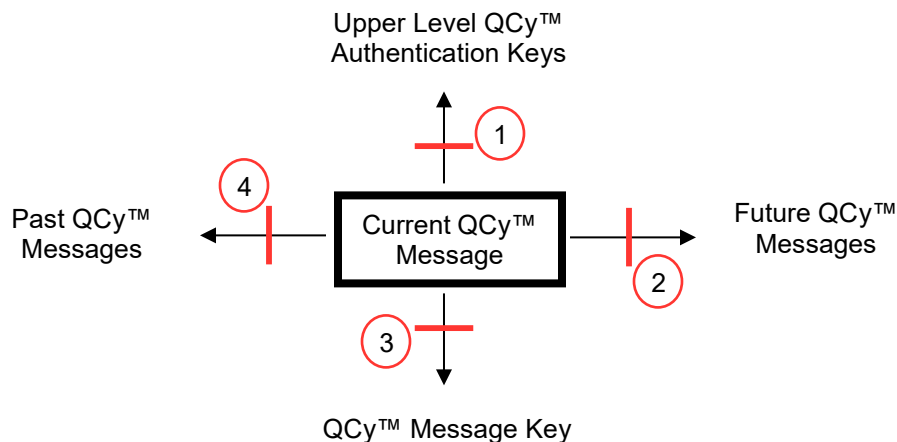 Upper Level QCy™
Authentication Keys
1
4
Past QCy™
Messages
Current QCy™
Message
Future QCy™
Messages
2
3
QCy™ Message Key